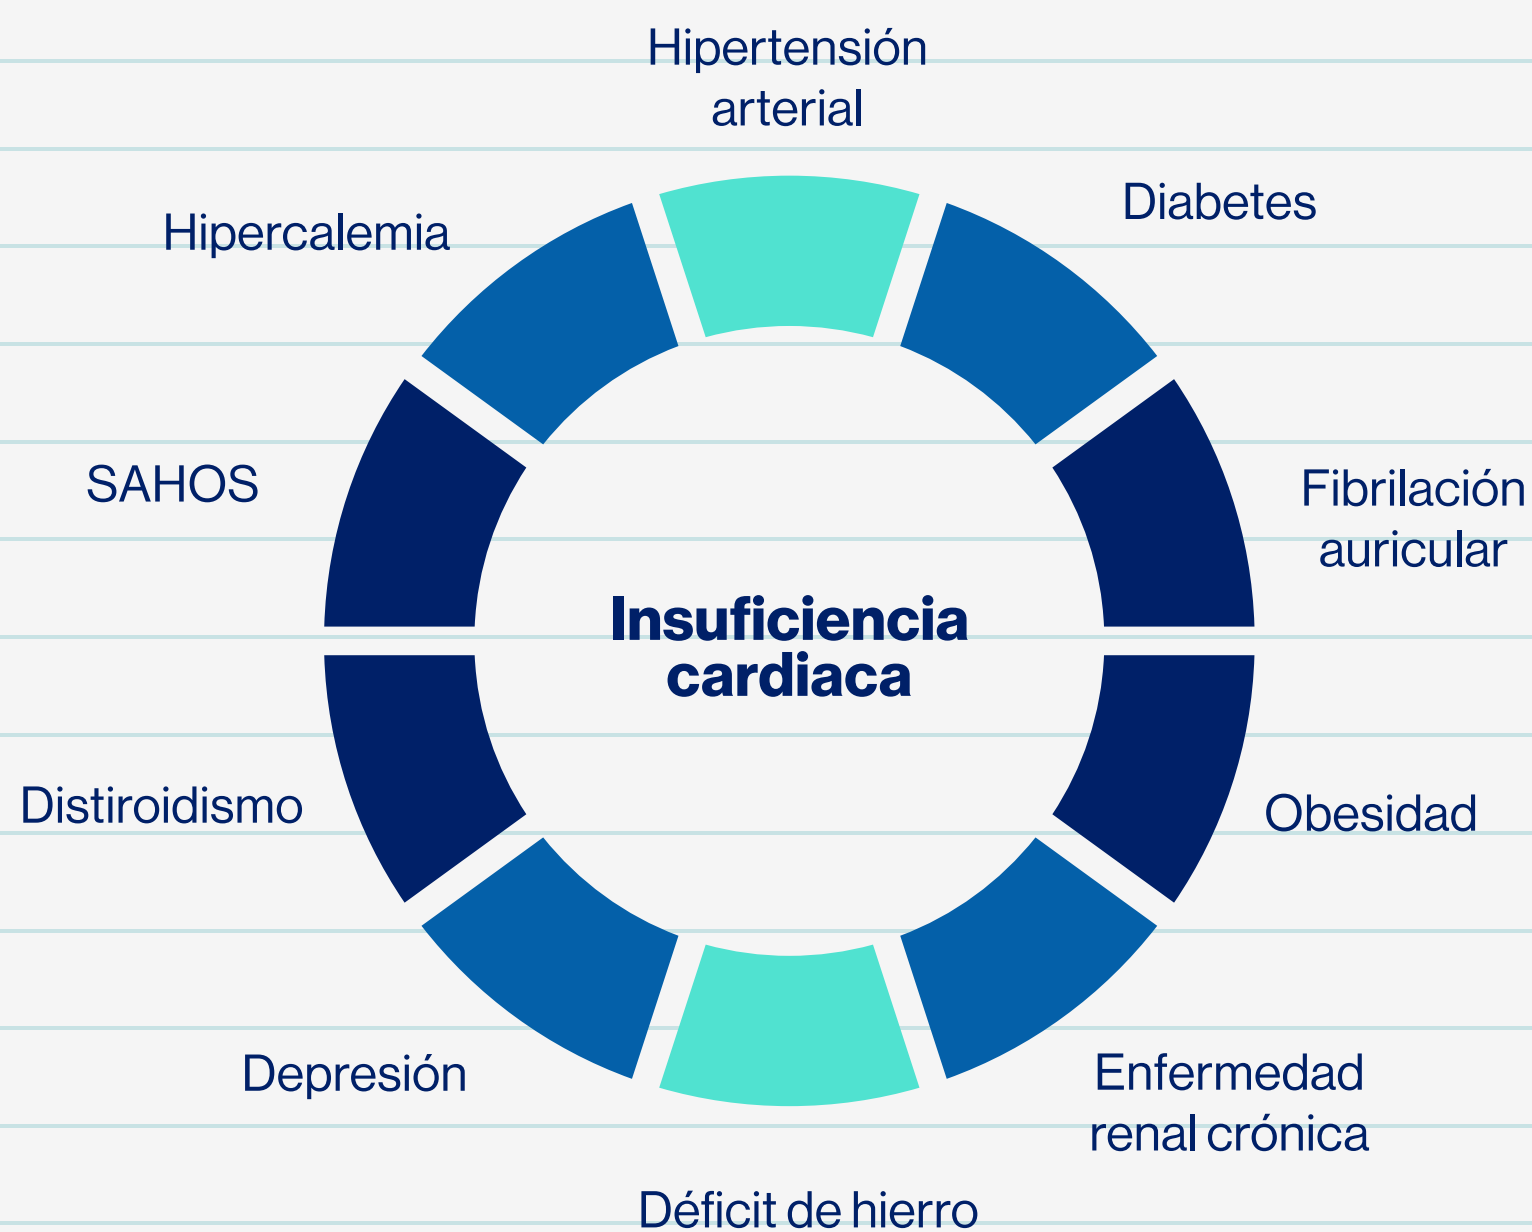 Hipertensión
arterial
Diabetes
Hipercalemia
SAHOS
Fibrilación
auricular
Insuficiencia
cardiaca
Distiroidismo
Obesidad
Depresión
Enfermedad
renal crónica
Déficit de hierro